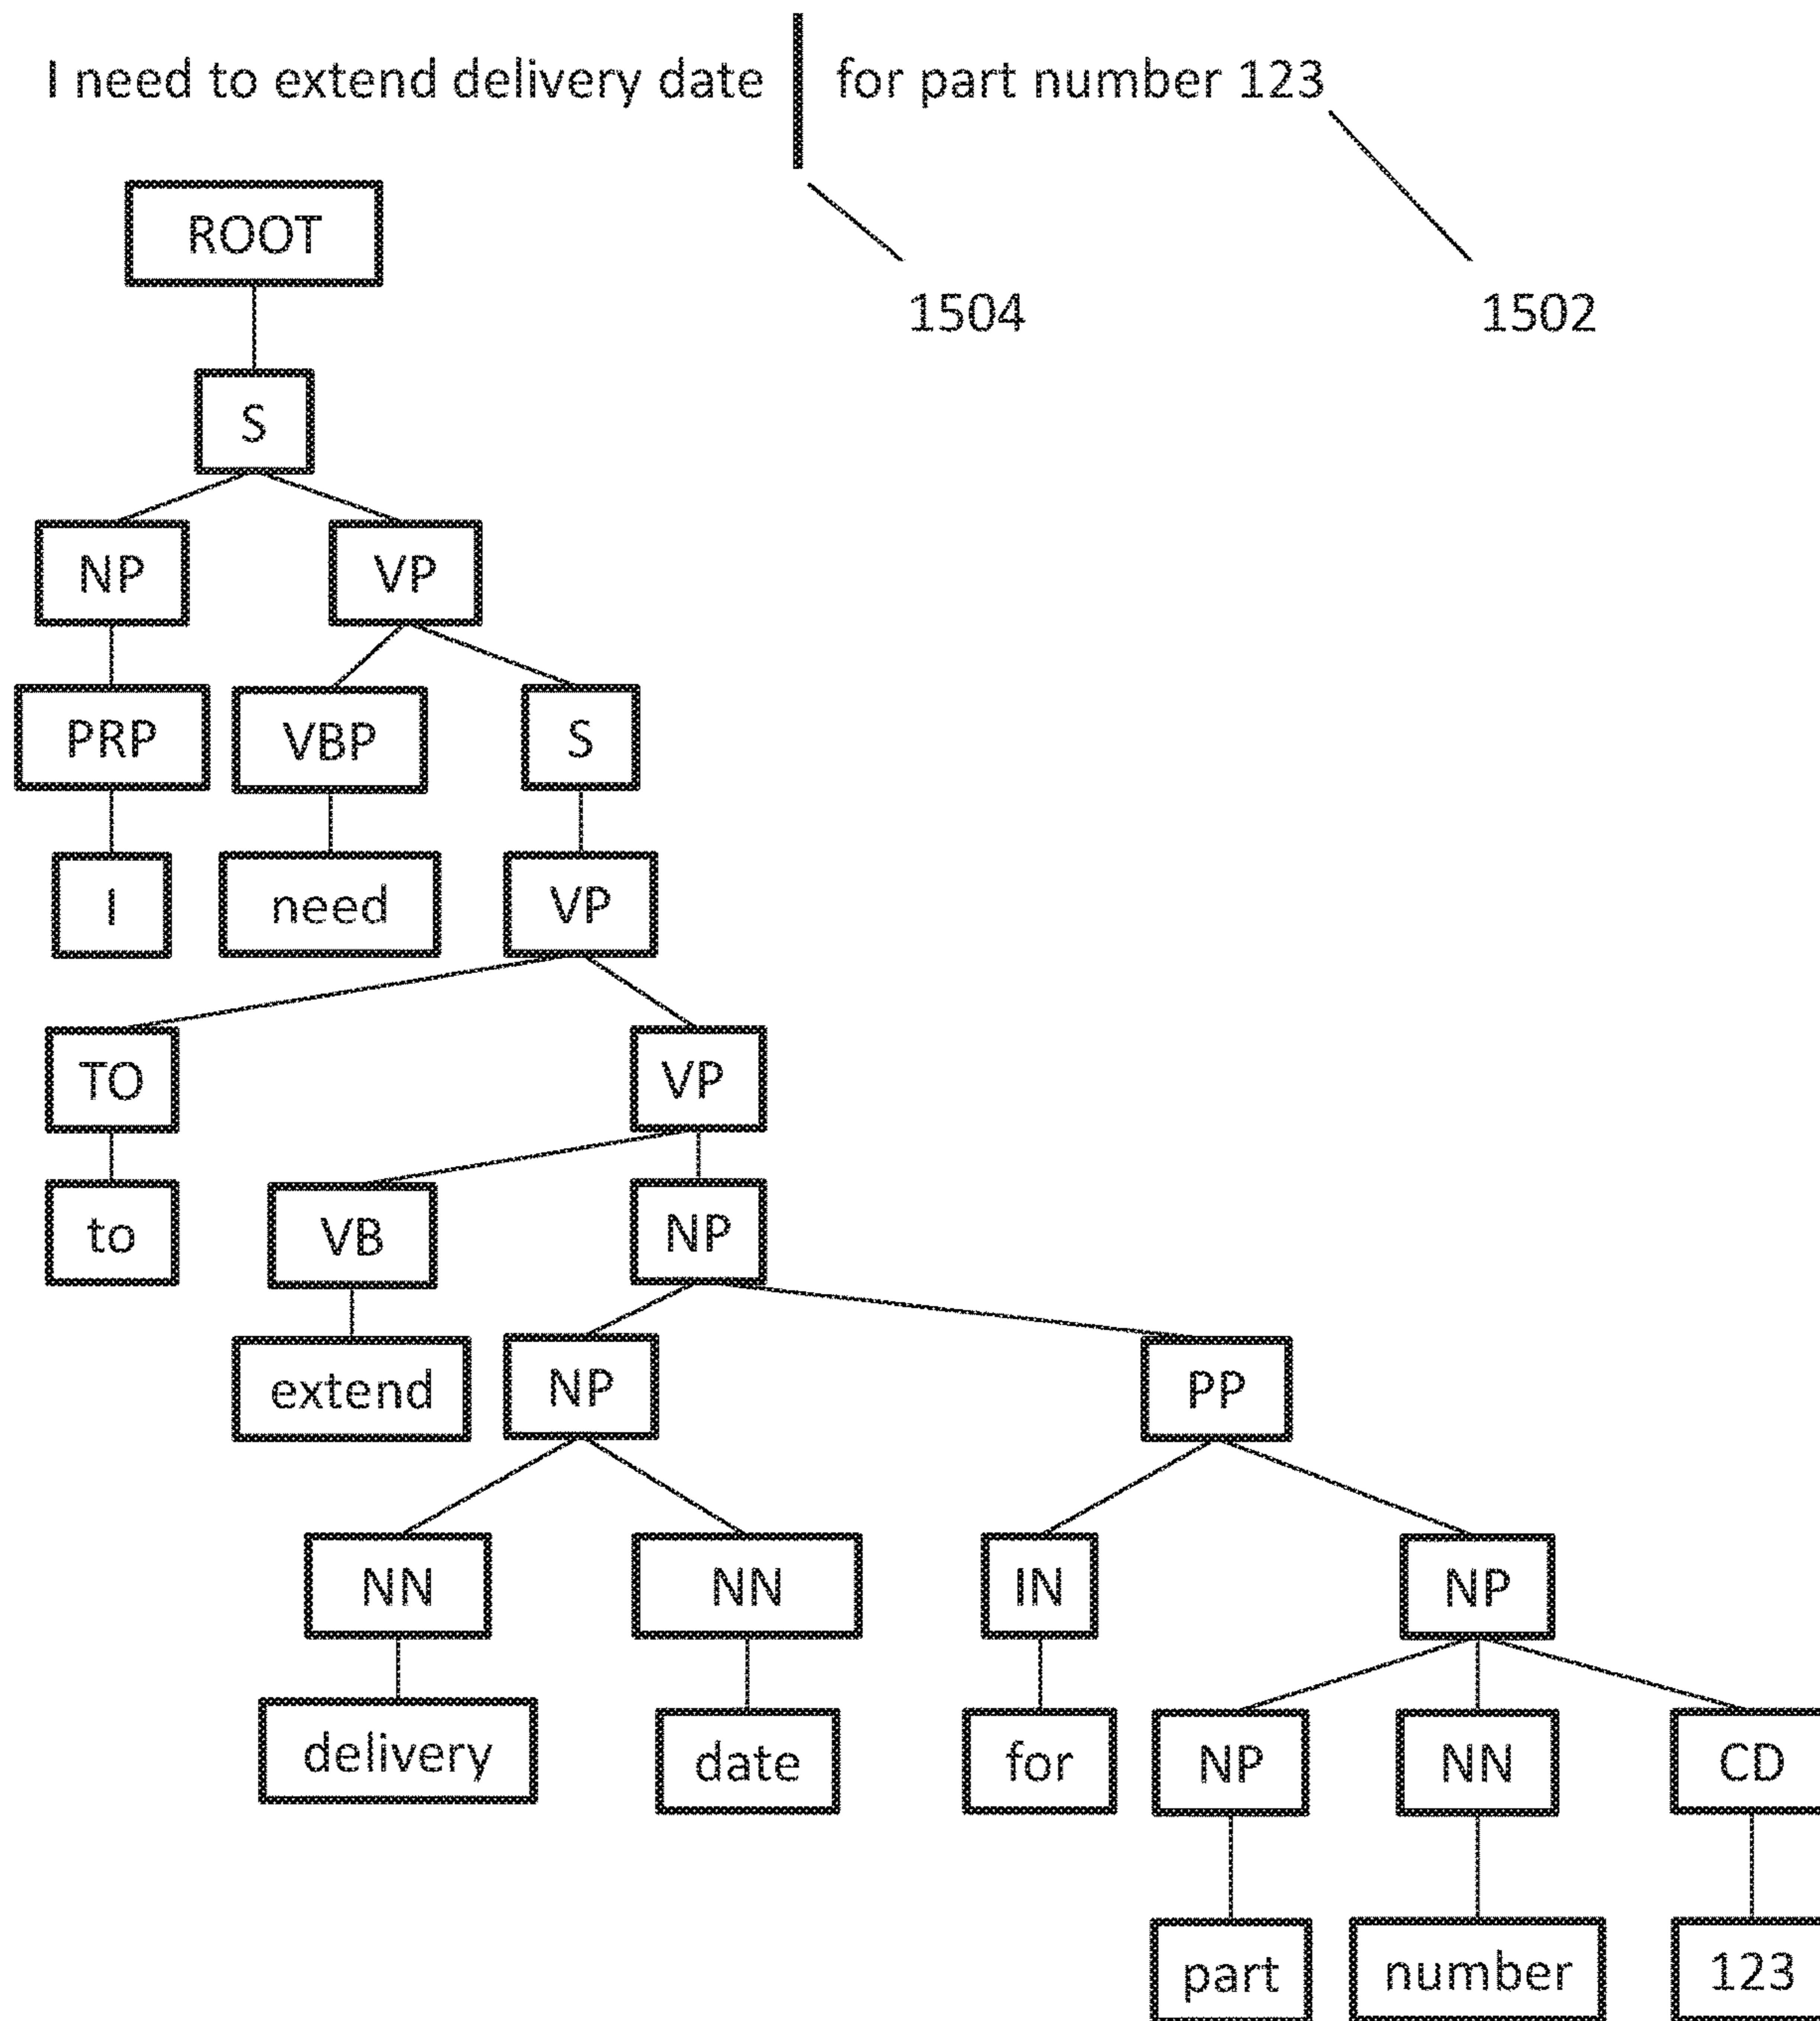 I need to extend delivery date for part number 123
ROOT
1504 1502
S
NP VP
PRP VBP S
I need VP
TO VP
to VB NP
extend NP PP
NN NN IN NP
delivery date for NP NN CD
part number 123